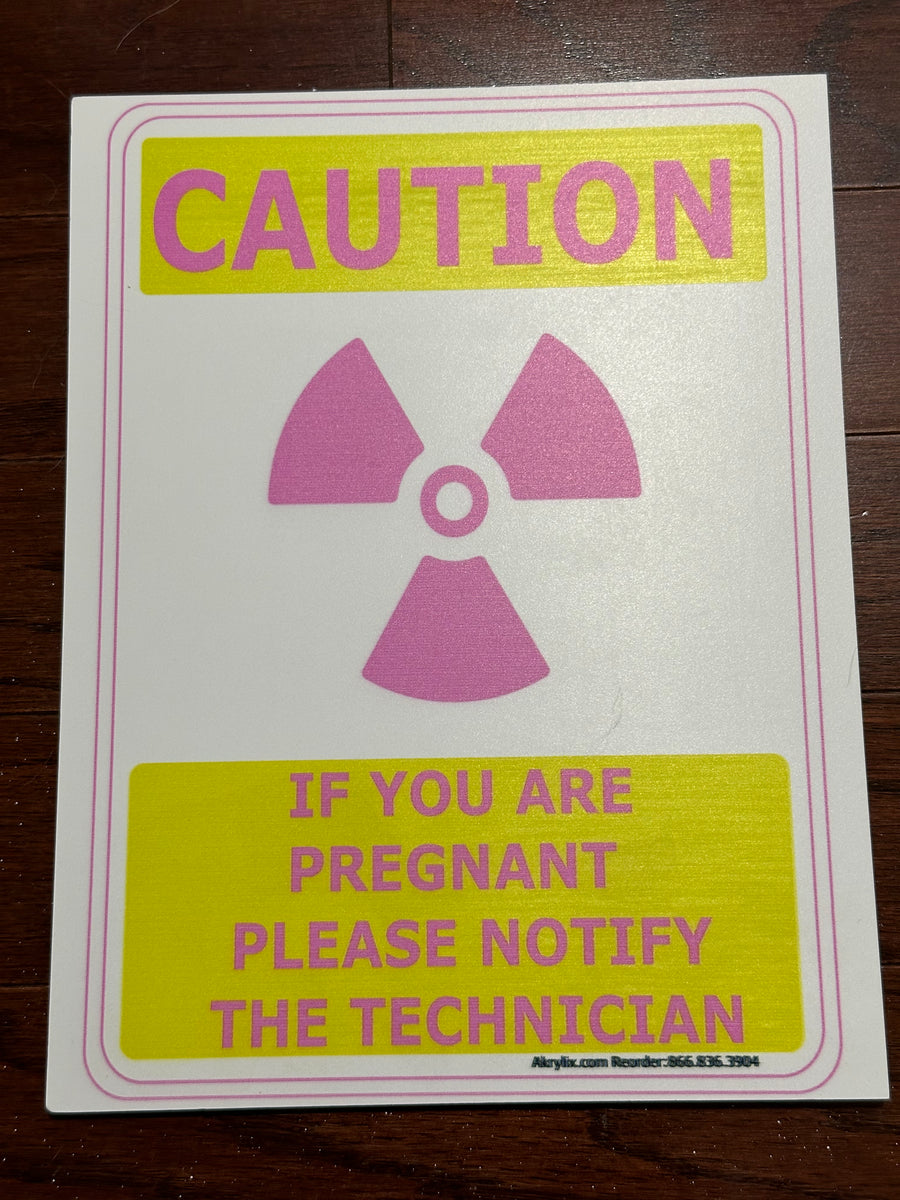 CAUTION
IF YOU ARE
PREGNANT
PLEASE NOTIFY
THE TECHNICIAN
Akrylix.com Reorder:866.836.3904